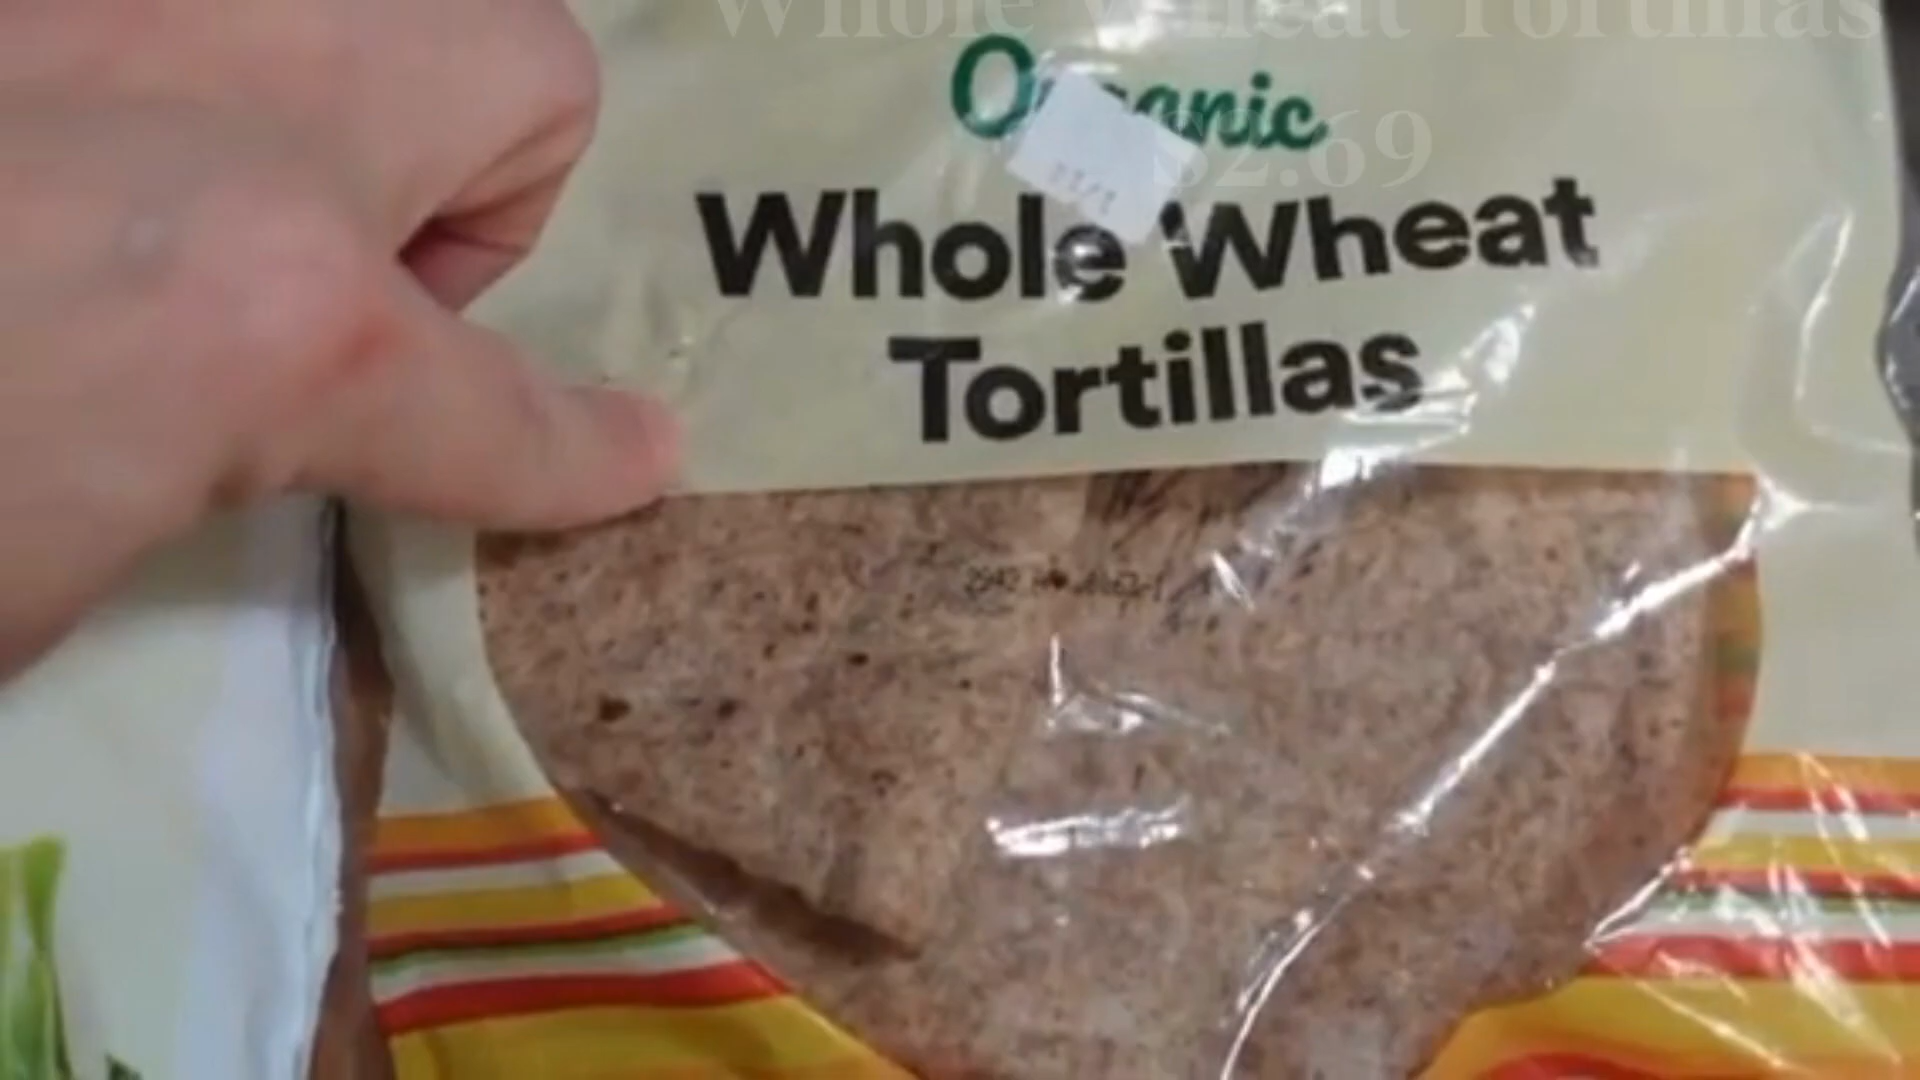 Whole Wheat Tortillas
$2.69
Organic
Whole Wheat
Tortillas